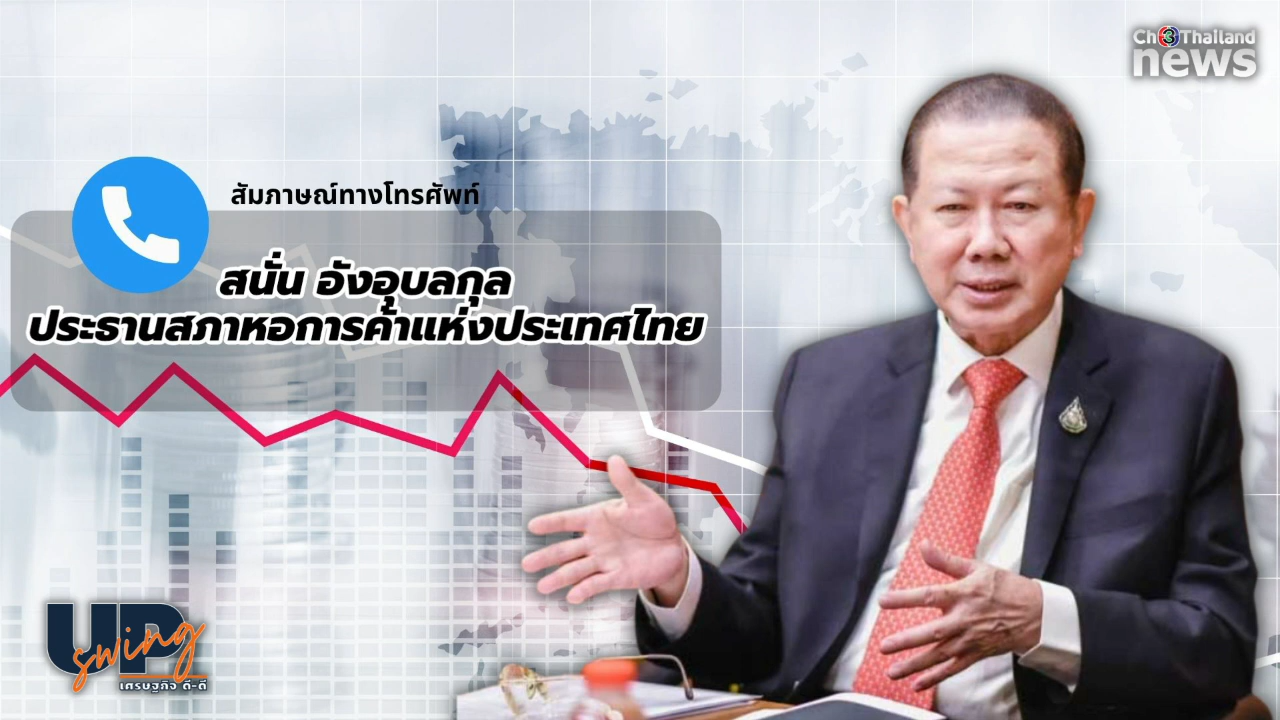 Ch3Thailand
news
สัมภาษณ์ทางโทรศัพท์
สนั่น อังอุบลกุล
ประธานสภาหอการค้าแห่งประเทศไทย
UP
swing
เศรษฐกิจ ดี-ดี